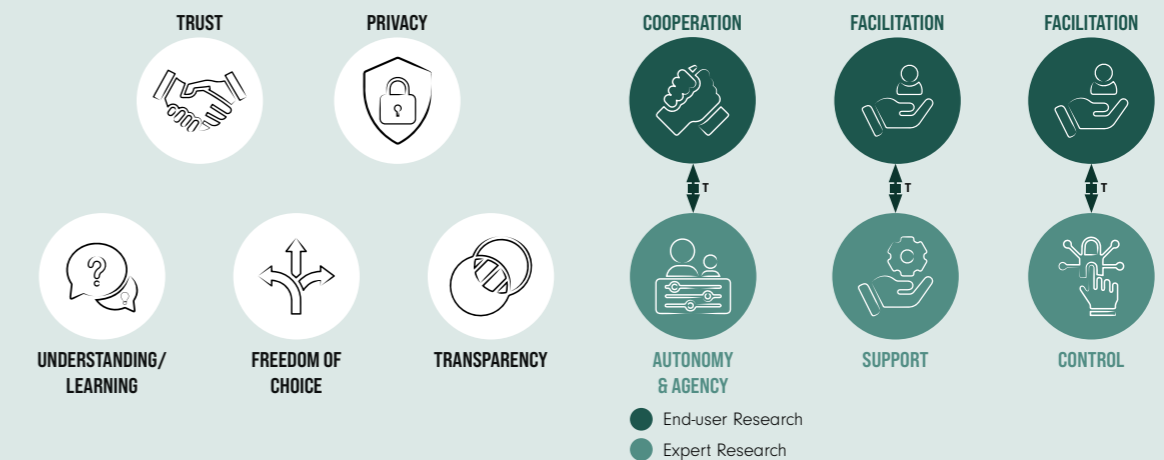 TRUST
PRIVACY
COOPERATION
FACILITATION
FACILITATION
T
T
T
?
C
UNDERSTANDING/
LEARNING
FREEDOM OF
CHOICE
TRANSPARENCY
AUTONOMY
& AGENCY
SUPPORT
CONTROL
End-user Research
Expert Research